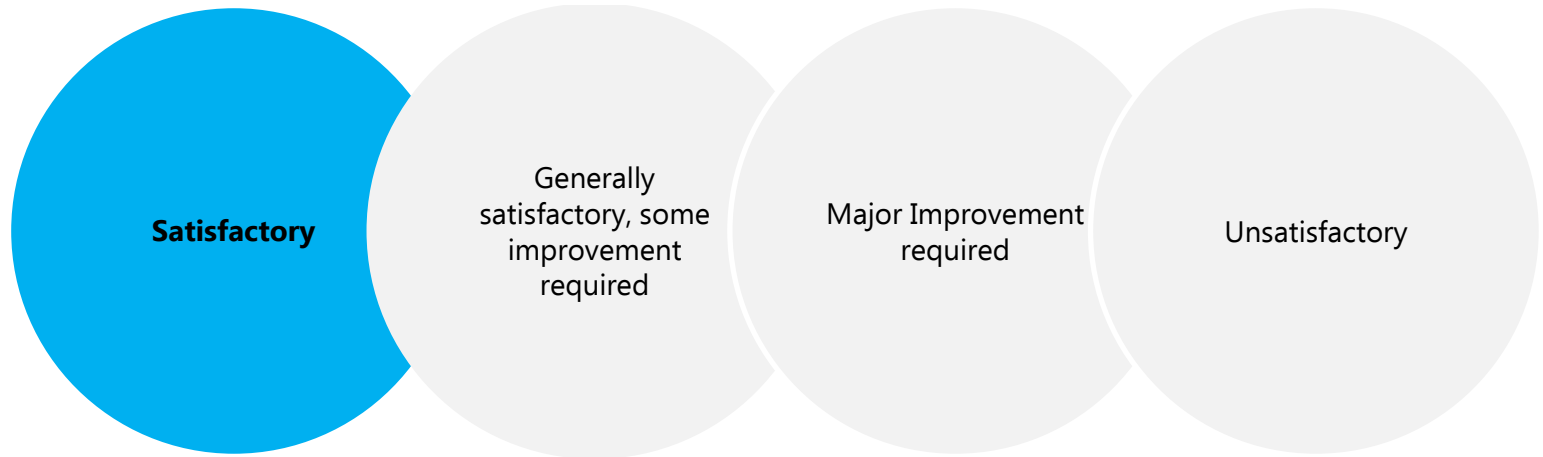 Satisfactory
Generally
satisfactory, some
improvement
required
Major Improvement
required
Unsatisfactory